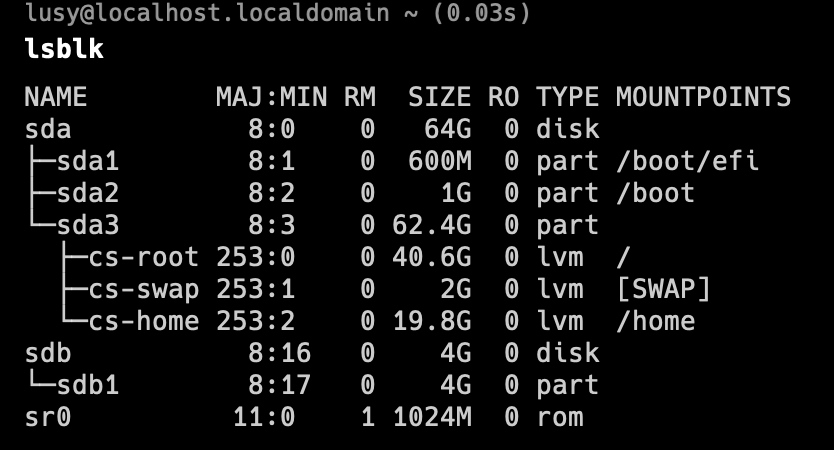 lusy@localhost.localdomain ~ (0.03s)
lsblk
NAME        MAJ:MIN RM  SIZE RO TYPE MOUNTPOINTS
sda           8:0    0   64G  0 disk
├─sda1        8:1    0  600M  0 part /boot/efi
├─sda2        8:2    0    1G  0 part /boot
└─sda3        8:3    0 62.4G  0 part
  ├─cs-root 253:0    0 40.6G  0 lvm  /
  ├─cs-swap 253:1    0    2G  0 lvm  [SWAP]
  └─cs-home 253:2    0 19.8G  0 lvm  /home
sdb           8:16   0    4G  0 disk
└─sdb1        8:17   0    4G  0 part
sr0          11:0    1 1024M  0 rom